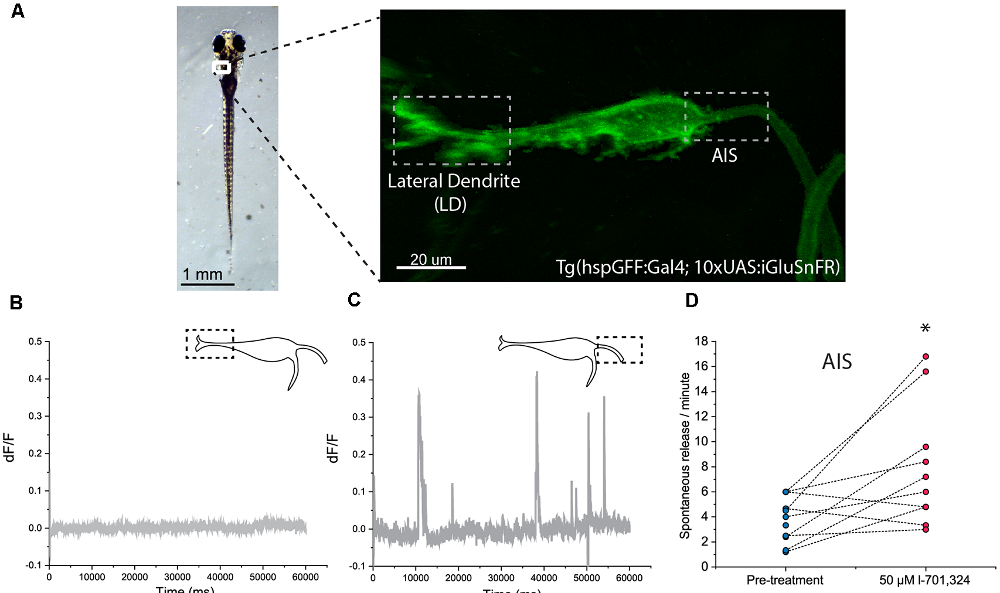 A
1 mm
Lateral Dendrite
(LD)
AIS
20 um
Tg(hspGFF:Gal4; 10xUAS:iGluSnFR)
B
0.5
0.4
0.3
0.2
0.1
0.0
-0.1
dF/F
0 10000 20000 30000 40000 50000 60000
Time (ms)
C
0.5
0.4
0.3
0.2
0.1
0.0
-0.1
dF/F
0 10000 20000 30000 40000 50000 60000
Time (ms)
D
*
AIS
18
16
14
12
10
8
6
4
2
0
Spontaneous release / minute
Pre-treatment 50 µM l-701,324